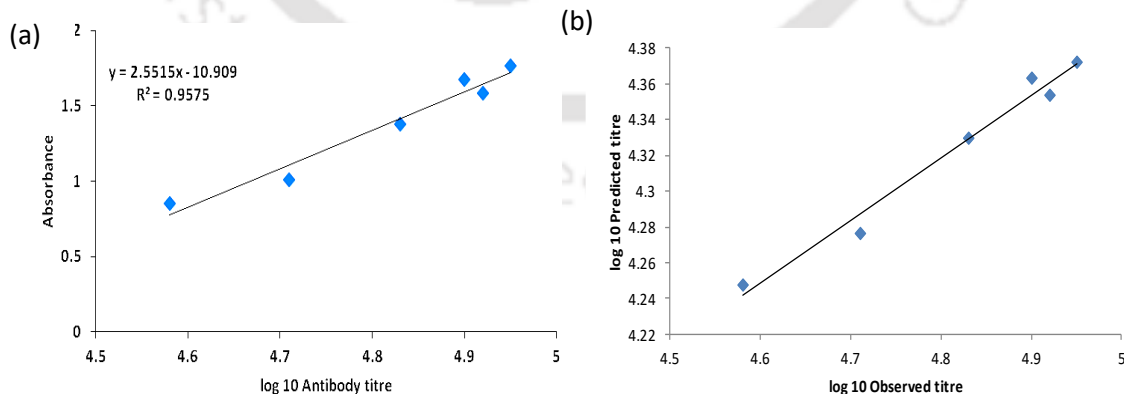 (a)
2
1.5
1
0.5
0
Absorbance
y = 2.5515x - 10.909
R² = 0.9575
4.5 4.6 4.7 4.8 4.9 5
log 10 Antibody titre
(b)
4.38
4.36
4.34
4.32
4.3
4.28
4.26
4.24
4.22
log 10 Predicted titre
4.5 4.6 4.7 4.8 4.9 5
log 10 Observed titre